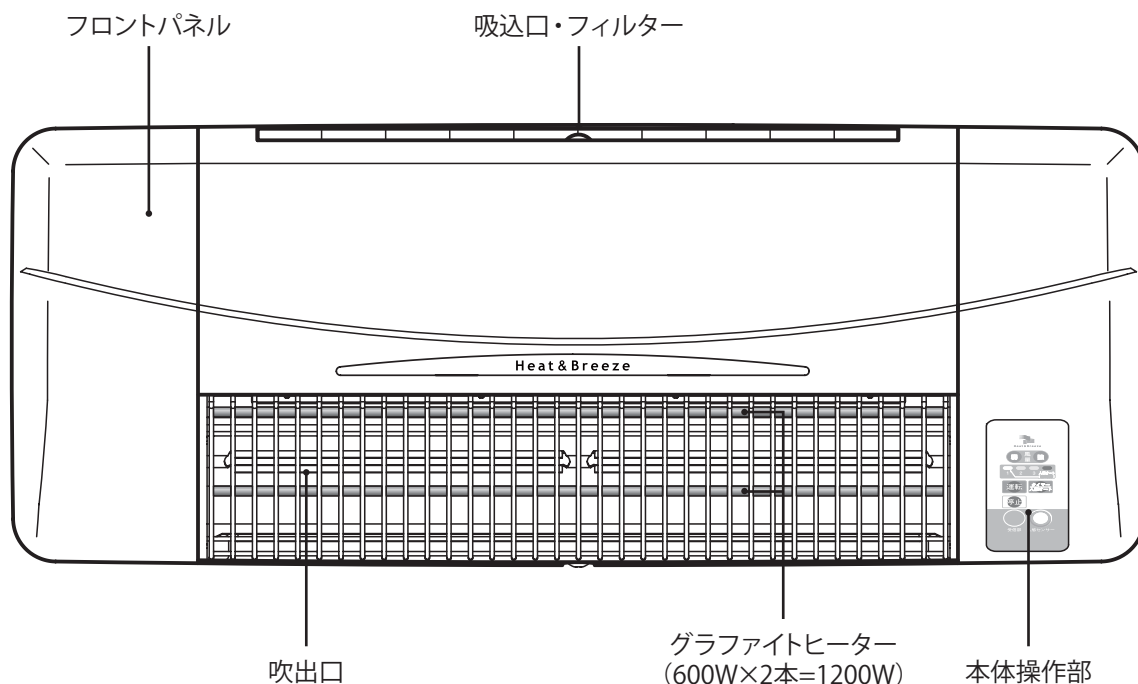 フロントパネル
吸込口・フィルター
Heat&Breeze
運転
停止
吹出口
グラファイトヒーター
（600W×2本=1200W）
本体操作部